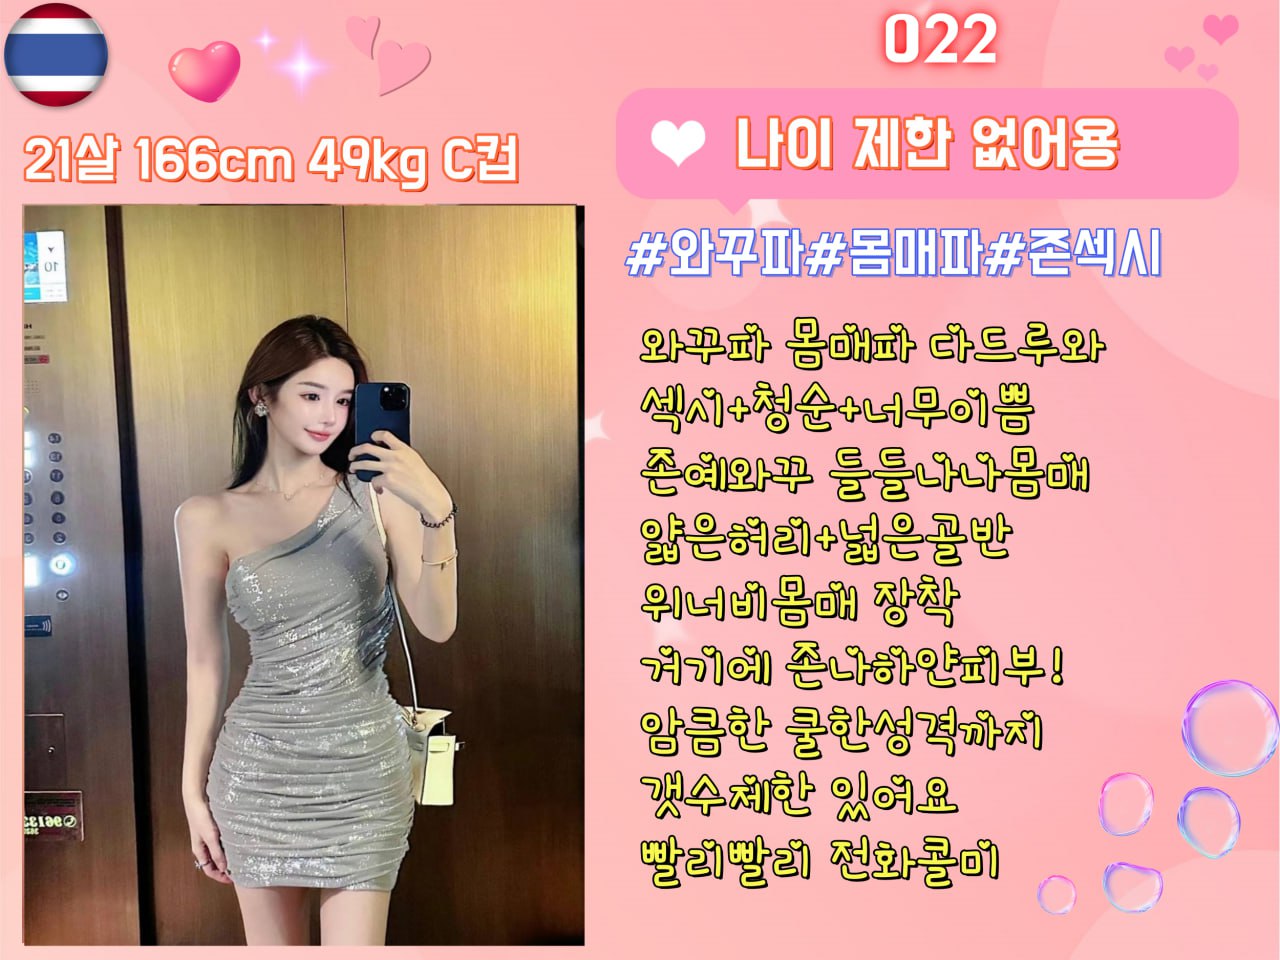 022
21살 166cm 49kg C컵
나이 제한 없어용
#와꾸파#몸매파#존섹시
와꾸파 몸매파 다드루와
섹시+청순+너무이쁨
존예와꾸 들들나나몸매
얇은허리+넓은골반
위너비몸매 장착
겨기에 존나하얀피부!
암큼한 쿨한성격까지
갯수제한 있여요
빨리빨리 전화콜미